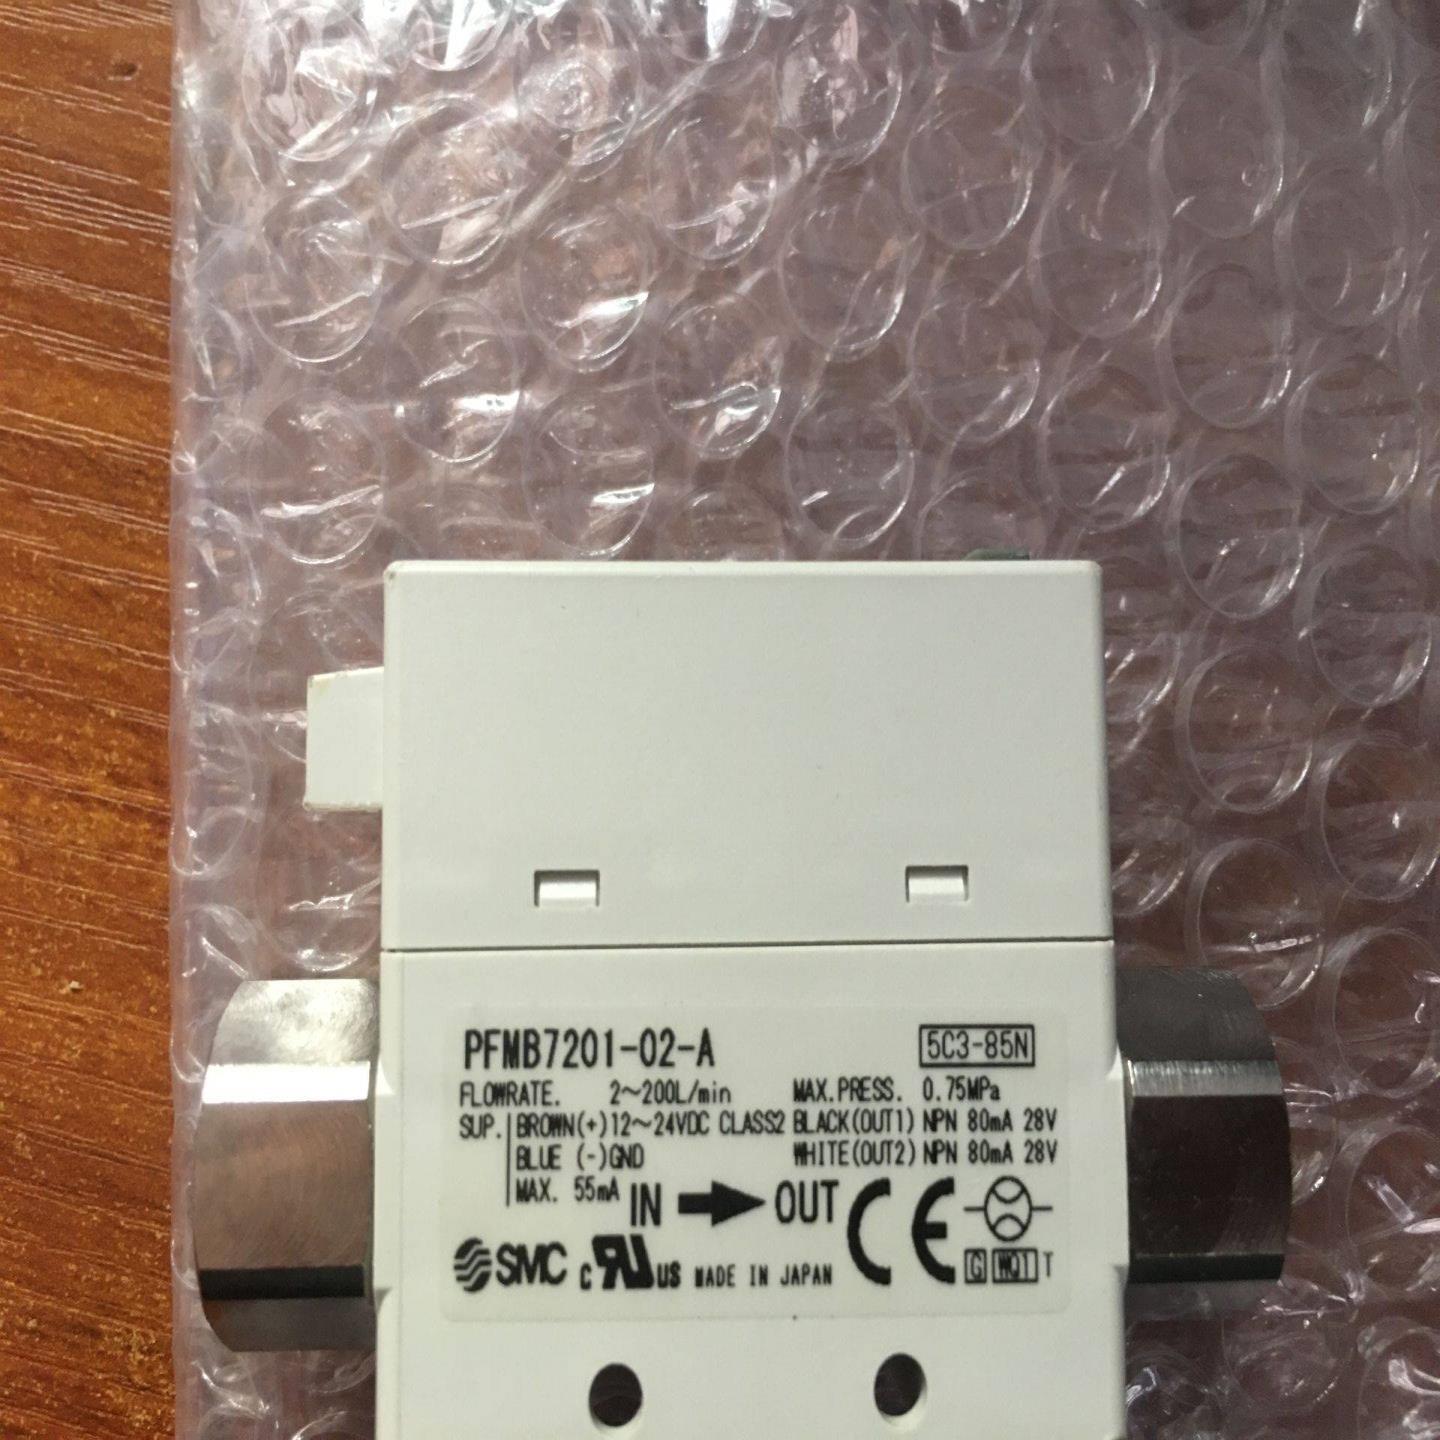 PFMB7201-02-A 5C3-85N
FLOWRATE. 2～200L/min MAX.PRESS. 0.75MPa
SUP. BROWN(+)12～24VDC CLASS2 BLACK(OUT1) NPN 80mA 28V
BLUE (-)GND WHITE(OUT2) NPN 80mA 28V
MAX. 55mA IN OUT CE
SMC c RU US MADE IN JAPAN G WQ1 T